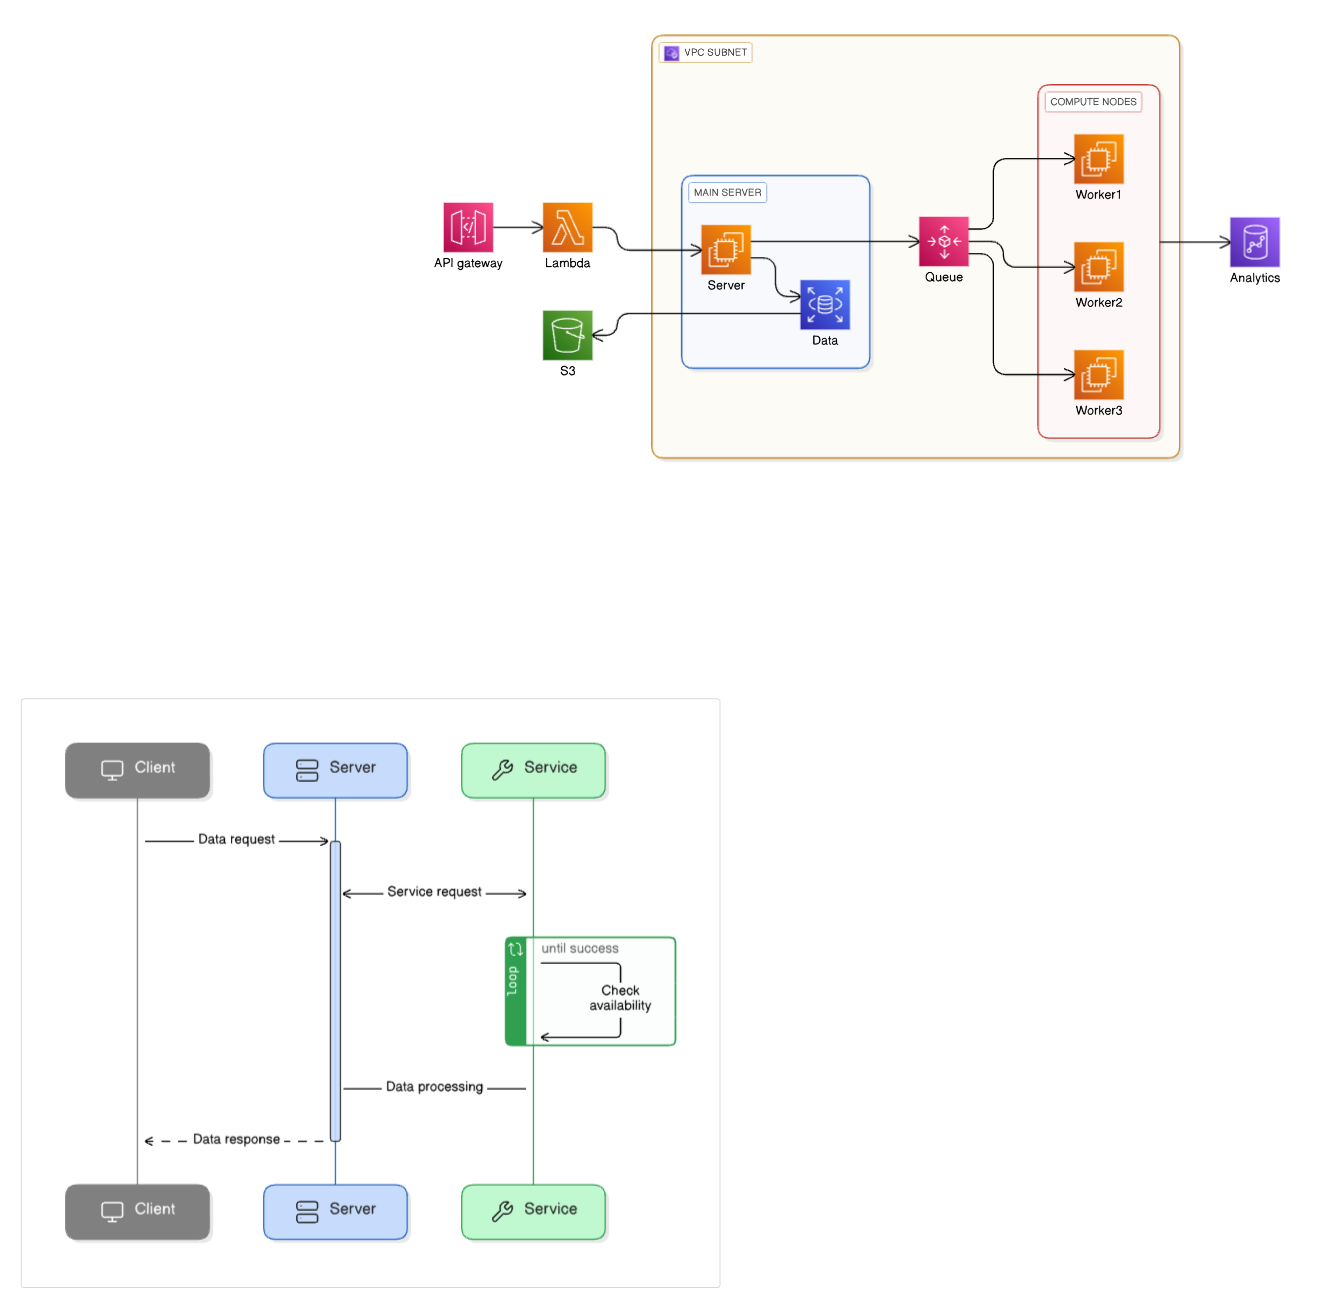 VPC SUBNET
COMPUTE NODES
Worker1
MAIN SERVER
API gateway
Lambda
Server
Queue
Analytics
Worker2
Data
S3
Worker3
Client
Server
Service
Data request
Service request
loop
until success
Check
availability
Data processing
Data response
Client
Server
Service